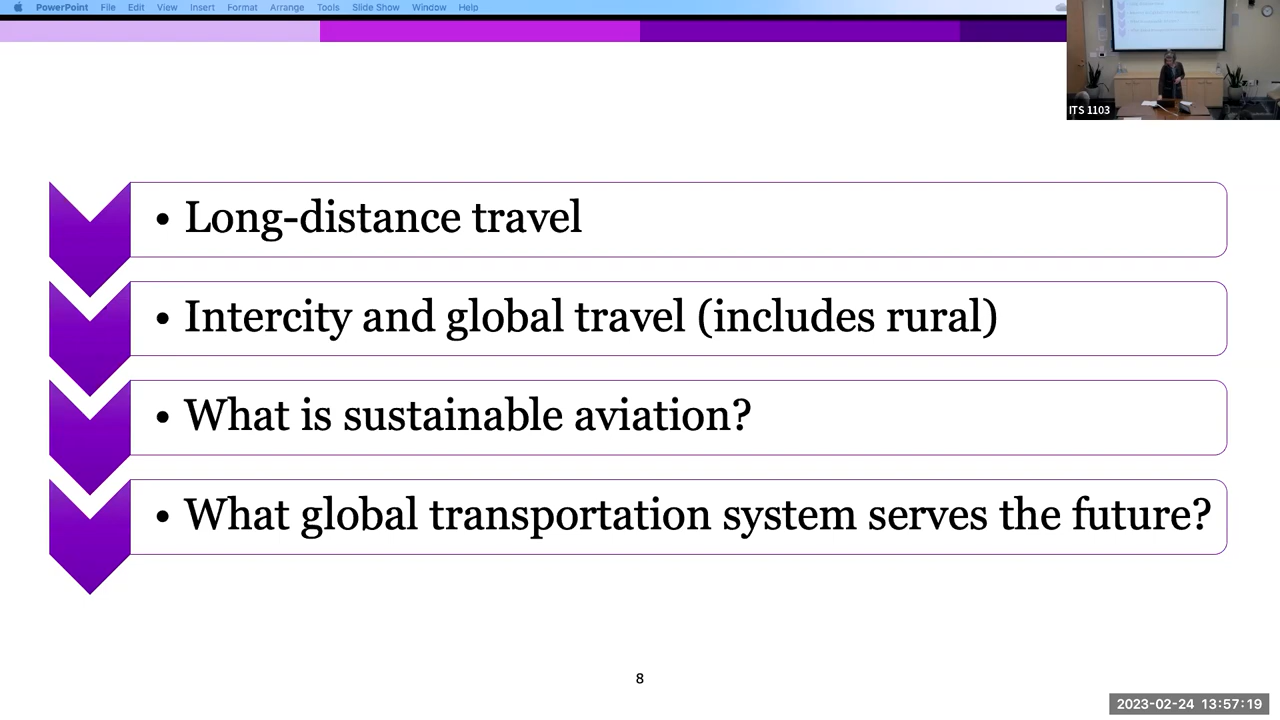 PowerPoint File Edit View Insert Format Arrange Tools Slide Show Window Help
ITS 1103
• Long-distance travel
• Intercity and global travel (includes rural)
• What is sustainable aviation?
• What global transportation system serves the future?
8
2023-02-24 13:57:19